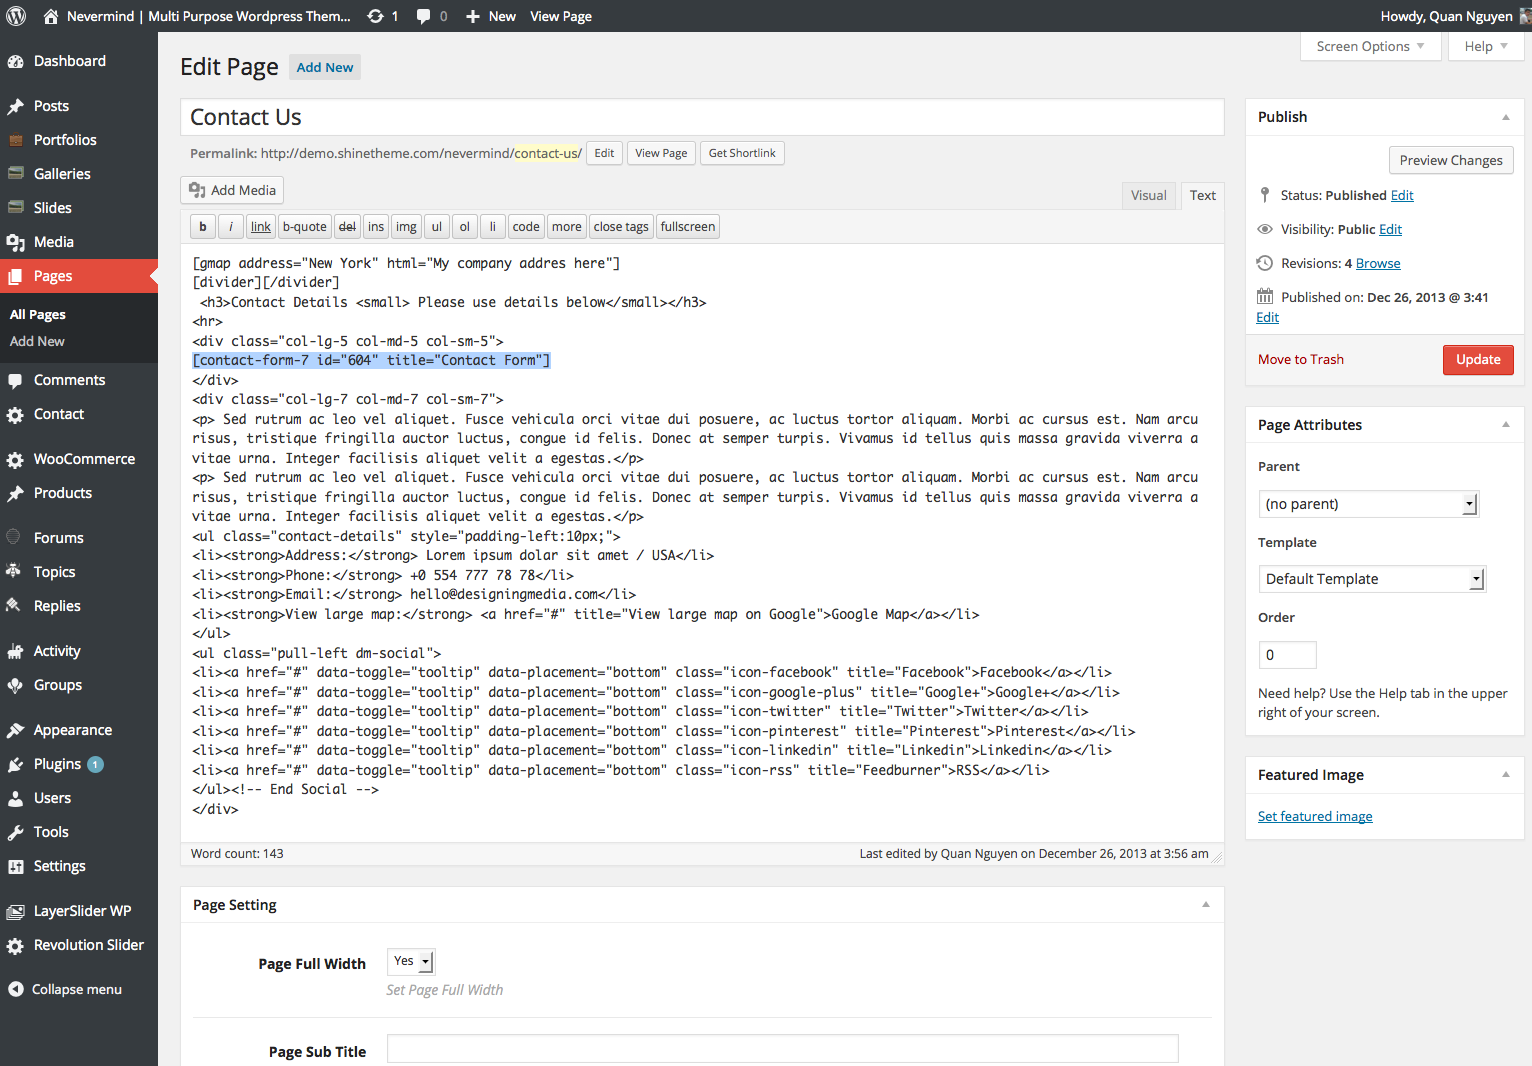 Nevermind | Multi Purpose Wordpress Them... 1 0 New View Page Howdy, Quan Nguyen
Screen Options Help
Dashboard
Posts
Portfolios
Galleries
Slides
Media
Pages
All Pages
Add New
Comments
Contact
WooCommerce
Products
Forums
Topics
Replies
Activity
Groups
Appearance
Plugins 1
Users
Tools
Settings
LayerSlider WP
Revolution Slider
Collapse menu
Edit Page Add New
Contact Us
Permalink: http://demo.shinetheme.com/nevermind/contact-us/ Edit View Page Get Shortlink
Add Media Visual Text
b i link b-quote del ins img ul ol li code more close tags fullscreen
[gmap address="New York" html="My company addres here"]
[divider][/divider]
<h3>Contact Details <small> Please use details below</small></h3>
<hr>
<div class="col-lg-5 col-md-5 col-sm-5">
[contact-form-7 id="604" title="Contact Form"]
</div>
<div class="col-lg-7 col-md-7 col-sm-7">
<p> Sed rutrum ac leo vel aliquet. Fusce vehicula orci vitae dui posuere, ac luctus tortor aliquam. Morbi ac cursus est. Nam arcu
risus, tristique fringilla auctor luctus, congue id felis. Donec at semper turpis. Vivamus id tellus quis massa gravida viverra a
vitae urna. Integer facilisis aliquet velit a egestas.</p>
<p> Sed rutrum ac leo vel aliquet. Fusce vehicula orci vitae dui posuere, ac luctus tortor aliquam. Morbi ac cursus est. Nam arcu
risus, tristique fringilla auctor luctus, congue id felis. Donec at semper turpis. Vivamus id tellus quis massa gravida viverra a
vitae urna. Integer facilisis aliquet velit a egestas.</p>
<ul class="contact-details" style="padding-left:10px;">
<li><strong>Address:</strong> Lorem ipsum dolar sit amet / USA</li>
<li><strong>Phone:</strong> +0 554 777 78 78</li>
<li><strong>Email:</strong> hello@designingmedia.com</li>
<li><strong>View large map:</strong> <a href="#" title="View large map on Google">Google Map</a></li>
</ul>
<ul class="pull-left dm-social">
<li><a href="#" data-toggle="tooltip" data-placement="bottom" class="icon-facebook" title="Facebook">Facebook</a></li>
<li><a href="#" data-toggle="tooltip" data-placement="bottom" class="icon-google-plus" title="Google+">Google+</a></li>
<li><a href="#" data-toggle="tooltip" data-placement="bottom" class="icon-twitter" title="Twitter">Twitter</a></li>
<li><a href="#" data-toggle="tooltip" data-placement="bottom" class="icon-pinterest" title="Pinterest">Pinterest</a></li>
<li><a href="#" data-toggle="tooltip" data-placement="bottom" class="icon-linkedin" title="Linkedin">Linkedin</a></li>
<li><a href="#" data-toggle="tooltip" data-placement="bottom" class="icon-rss" title="Feedburner">RSS</a></li>
</ul><!-- End Social -->
</div>
Word count: 143 Last edited by Quan Nguyen on December 26, 2013 at 3:56 am
Page Setting
Page Full Width Yes
Set Page Full Width
Page Sub Title
Publish
Preview Changes
Status: Published Edit
Visibility: Public Edit
Revisions: 4 Browse
Published on: Dec 26, 2013 @ 3:41
Edit
Move to Trash Update
Page Attributes
Parent
(no parent)
Template
Default Template
Order
0
Need help? Use the Help tab in the upper
right of your screen.
Featured Image
Set featured image